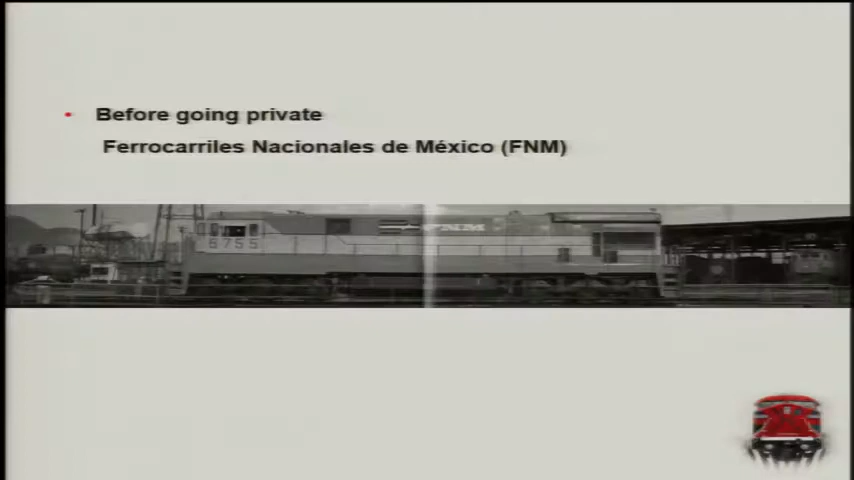 Before going private
Ferrocarriles Nacionales de México (FNM)
6755
FNM